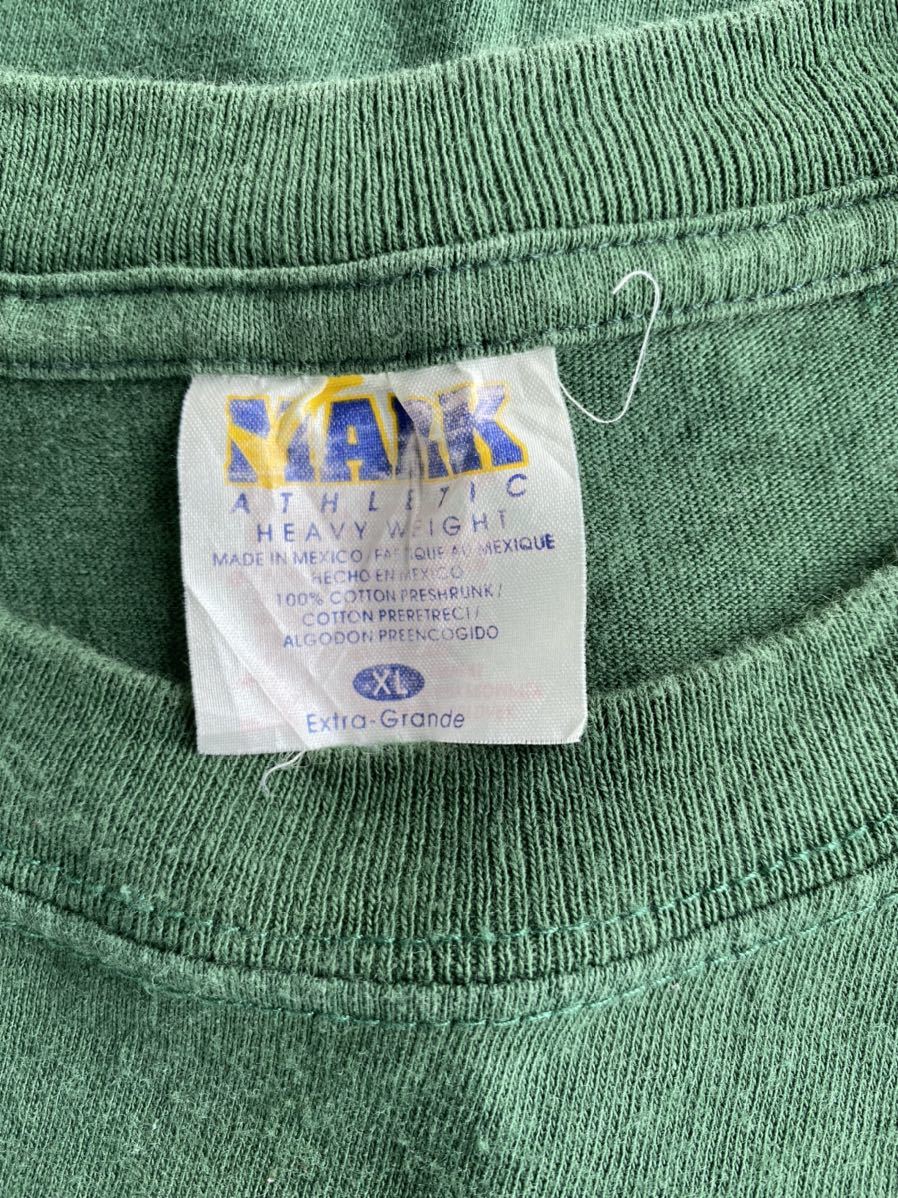 MARK
ATHLETIC
HEAVY WEIGHT
MADE IN MEXICO/FABRIQUE AU MEXIQUE
HECHO EN MEXICO
100% COTTON PRESHRUNK/
COTTON PRERETRECI/
ALGODON PREENCOGIDO
XL
Extra-Grande